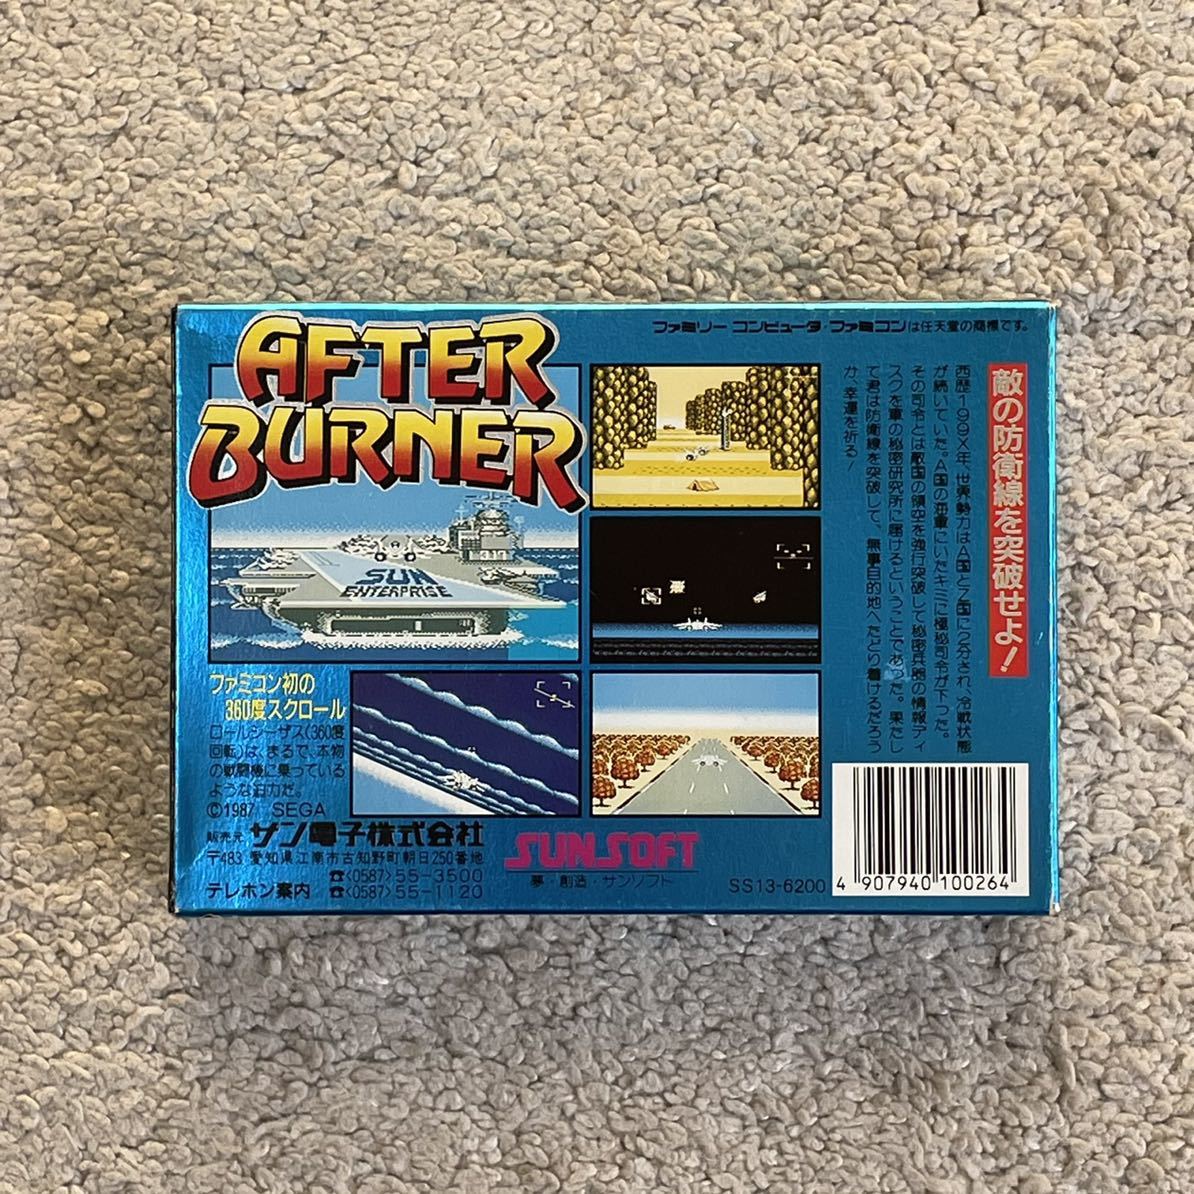 AFTER
BURNER
ファミリー コンピュータ・ファミコンは任天堂の商標です。
敵の防衛線を突破せよ!
西歴199X年、世界勢力はA国とZ国に2分され、冷戦状態
が続いていた。A国の海軍にいたキミに極秘司令が下った。
その司令とは敵国の領空を強行突破して秘密兵器の情報ディ
スクを軍の秘密研究所に届けるということであった。果たし
て君は防衛線を突破して、無事目的地へたどり着けるだろう
か 幸運を祈る!
SUN
ENTERPRISE
ファミコン初の
360度スクロール
ロールシーザス(360度
回転)は、まるで、本物
の戦闘機に乗っている
ような迫力だ。
©1987 SEGA
販売元 サン電子株式会社
〒483 愛知県江南市古知野町朝日250番地
☎<0587>55-3500
テレホン案内 ☎<0587>55-1120
SUNSOFT
夢・創造・サンソフト
SS13-6200
4 907940 100264